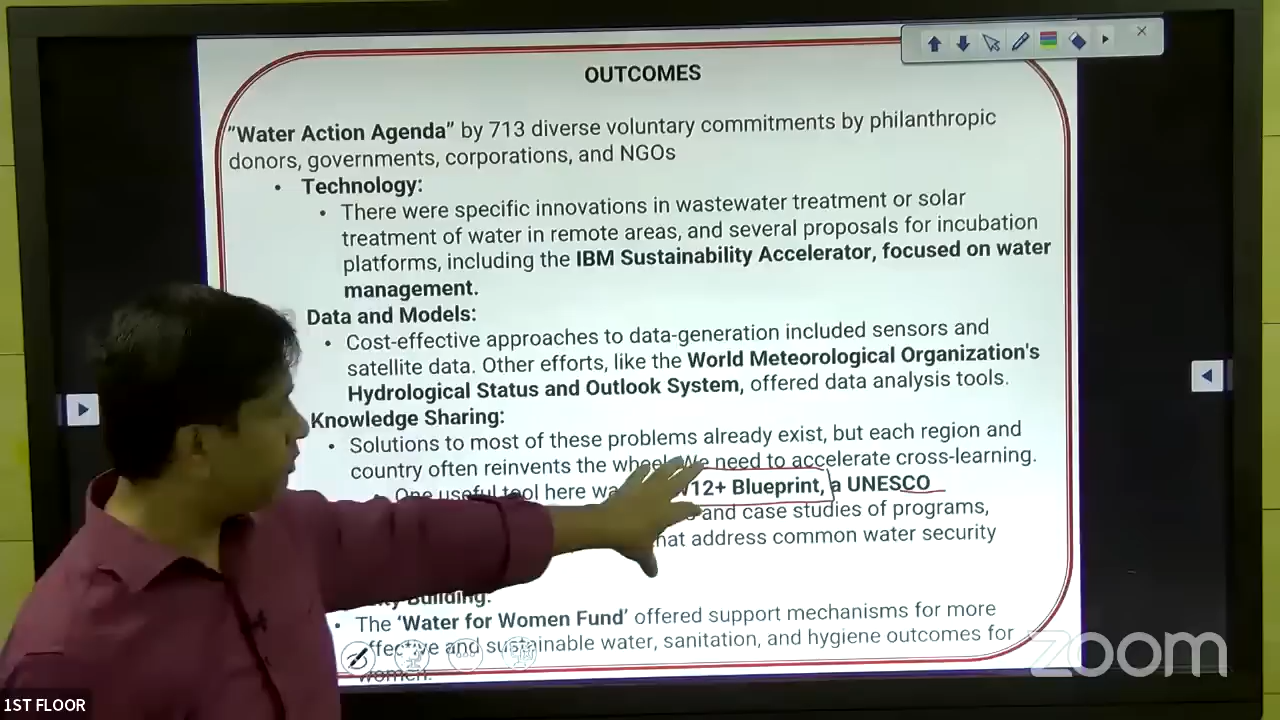 OUTCOMES
"Water Action Agenda" by 713 diverse voluntary commitments by philanthropic
donors, governments, corporations, and NGOs
• Technology:
• There were specific innovations in wastewater treatment or solar
treatment of water in remote areas, and several proposals for incubation
platforms, including the IBM Sustainability Accelerator, focused on water
management.
Data and Models:
• Cost-effective approaches to data-generation included sensors and
satellite data. Other efforts, like the World Meteorological Organization's
Hydrological Status and Outlook System, offered data analysis tools.
Knowledge Sharing:
• Solutions to most of these problems already exist, but each region and
country often reinvents the wheel. We need to accelerate cross-learning.
One useful tool here W12+ Blueprint, a UNESCO
and case studies of programs,
that address common water security
Building:
• The 'Water for Women Fund' offered support mechanisms for more
effective and sustainable water, sanitation, and hygiene outcomes for
women.
zoom
1ST FLOOR